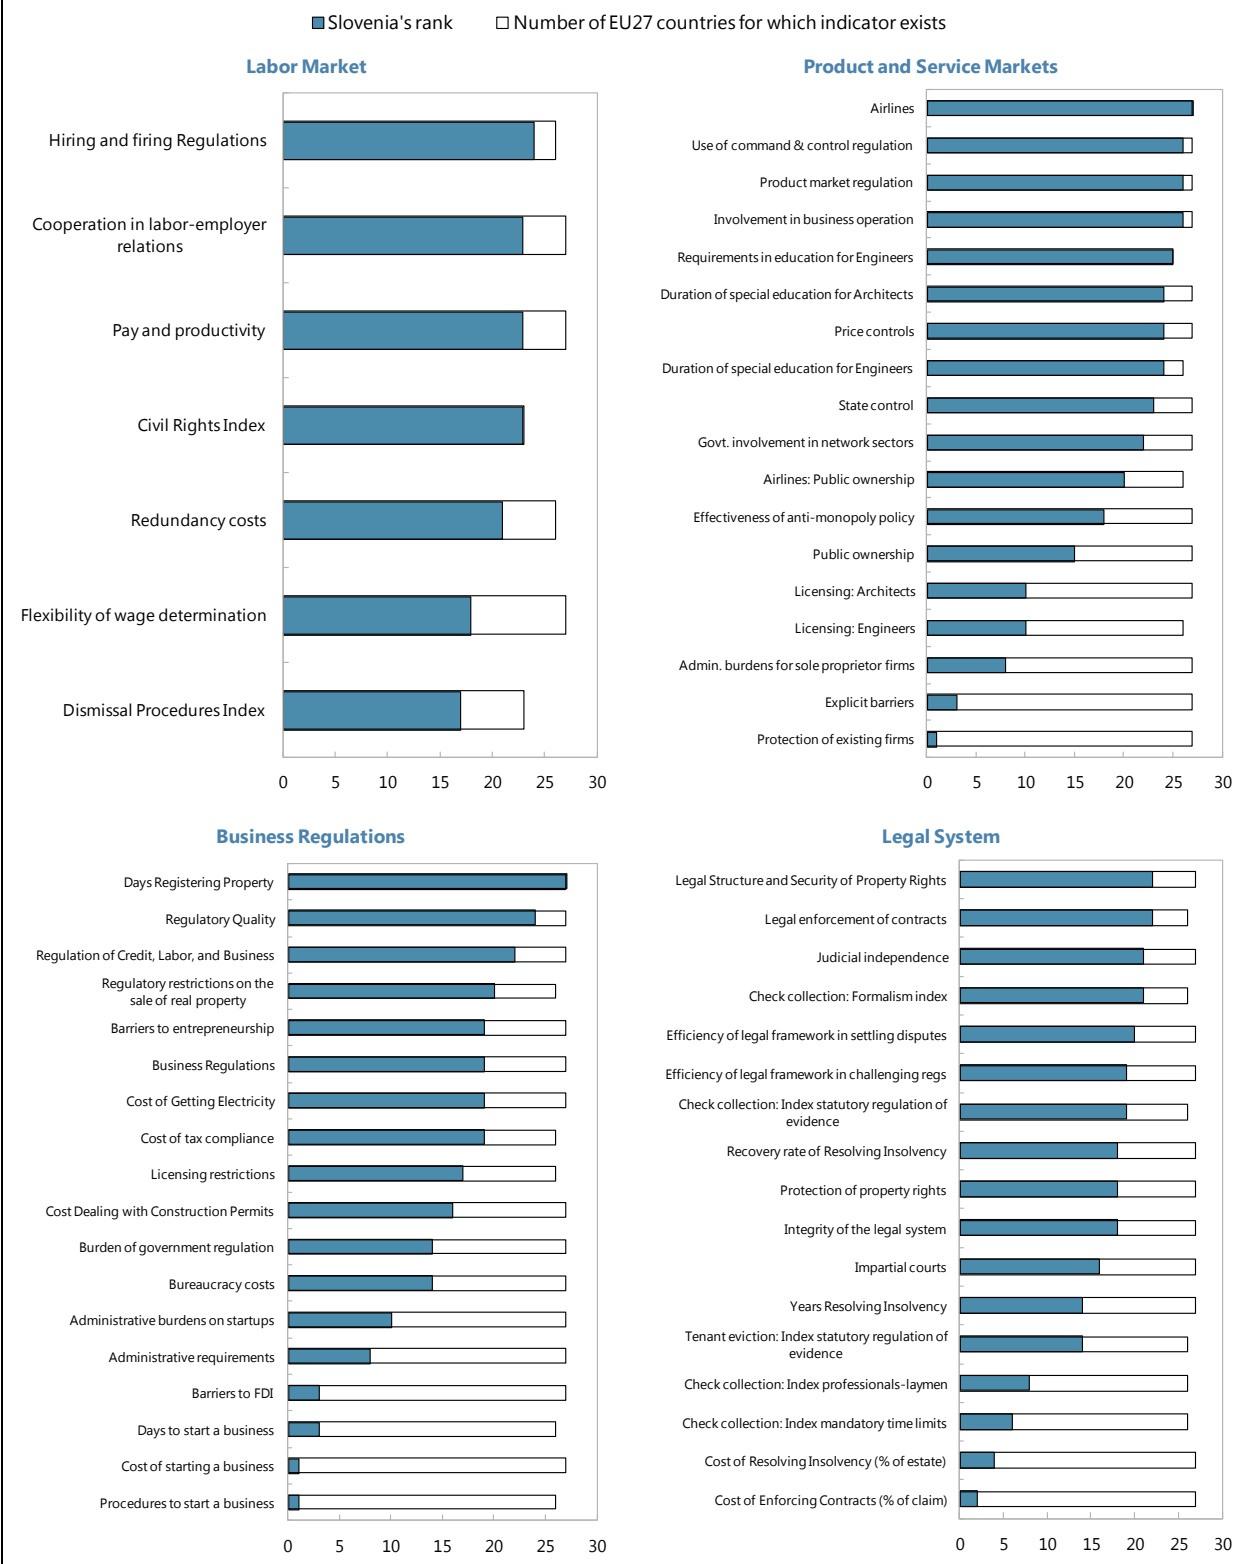 Slovenia's rank
Number of EU27 countries for which indicator exists
Labor Market
Hiring and firing Regulations
Cooperation in labor-employer
relations
Pay and productivity
Civil Rights Index
Redundancy costs
Flexibility of wage determination
Dismissal Procedures Index
0 5 10 15 20 25 30
Product and Service Markets
Airlines
Use of command & control regulation
Product market regulation
Involvement in business operation
Requirements in education for Engineers
Duration of special education for Architects
Price controls
Duration of special education for Engineers
State control
Govt. involvement in network sectors
Airlines: Public ownership
Effectiveness of anti-monopoly policy
Public ownership
Licensing: Architects
Licensing: Engineers
Admin. burdens for sole proprietor firms
Explicit barriers
Protection of existing firms
0 5 10 15 20 25 30
Business Regulations
Days Registering Property
Regulatory Quality
Regulation of Credit, Labor, and Business
Regulatory restrictions on the
sale of real property
Barriers to entrepreneurship
Business Regulations
Cost of Getting Electricity
Cost of tax compliance
Licensing restrictions
Cost Dealing with Construction Permits
Burden of government regulation
Bureaucracy costs
Administrative burdens on startups
Administrative requirements
Barriers to FDI
Days to start a business
Cost of starting a business
Procedures to start a business
0 5 10 15 20 25 30
Legal System
Legal Structure and Security of Property Rights
Legal enforcement of contracts
Judicial independence
Check collection: Formalism index
Efficiency of legal framework in settling disputes
Efficiency of legal framework in challenging regs
Check collection: Index statutory regulation of
evidence
Recovery rate of Resolving Insolvency
Protection of property rights
Integrity of the legal system
Impartial courts
Years Resolving Insolvency
Tenant eviction: Index statutory regulation of
evidence
Check collection: Index professionals-laymen
Check collection: Index mandatory time limits
Cost of Resolving Insolvency (% of estate)
Cost of Enforcing Contracts (% of claim)
0 5 10 15 20 25 30